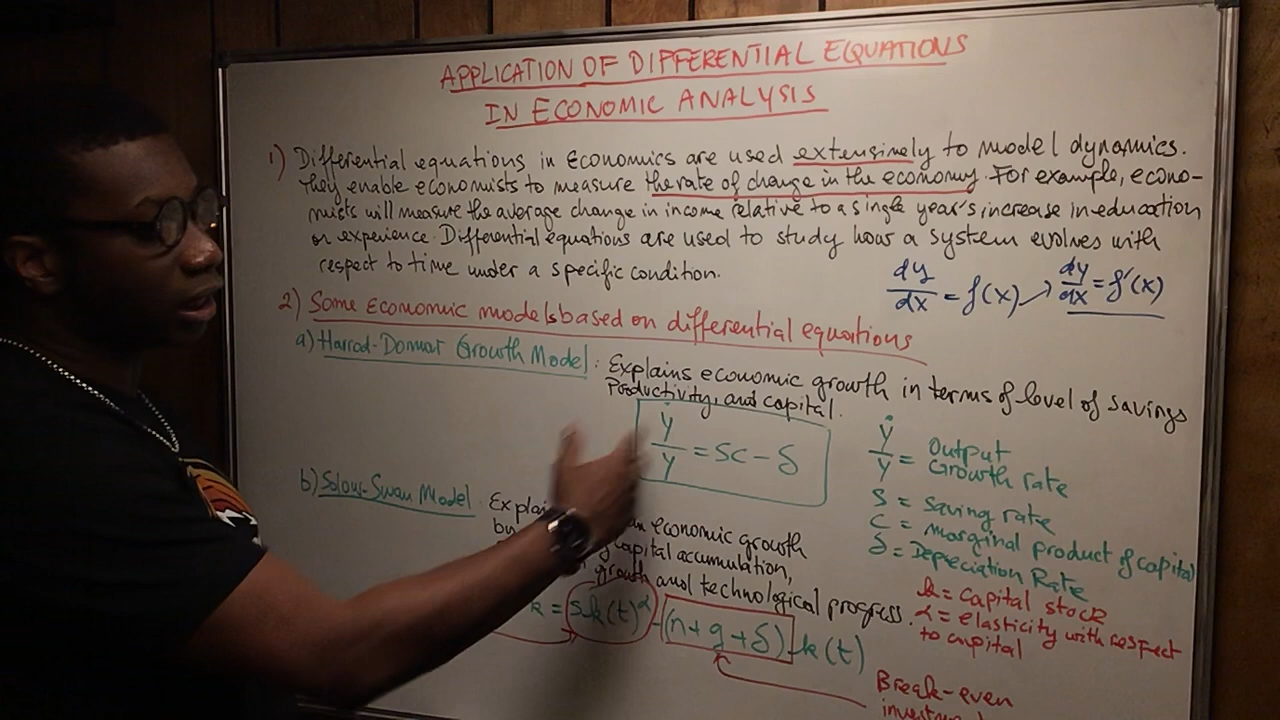 APPLICATION OF DIFFERENTIAL EQUATIONS
IN ECONOMIC ANALYSIS
1) Differential equations in Economics are used extensively to model dynamics.
They enable economists to measure the rate of change in the economy. For example, econo-
mists will measure the average change in income relative to a single year's increase in education
or experience. Differential equations are used to study how a system evolves with
respect to time under a specific condition.
dy/dx = f(x) → dy/dx = f'(x)
2) Some Economic models based on differential equations
a) Harrod-Domar Growth Model : Explains economic growth in terms of level of savings
Productivity, and capital.
Ẏ/Y = sc - δ
Ẏ/Y = Output Growth rate
s = Saving rate
c = marginal product of capital
δ = Depreciation Rate
b) Solow-Swan Model
an economic growth
by
capital accumulation,
growth and technological progress.
k = sk(t)^α - (n+g+δ) k(t)
k = capital stock
α = elasticity with respect
to capital
Break-even